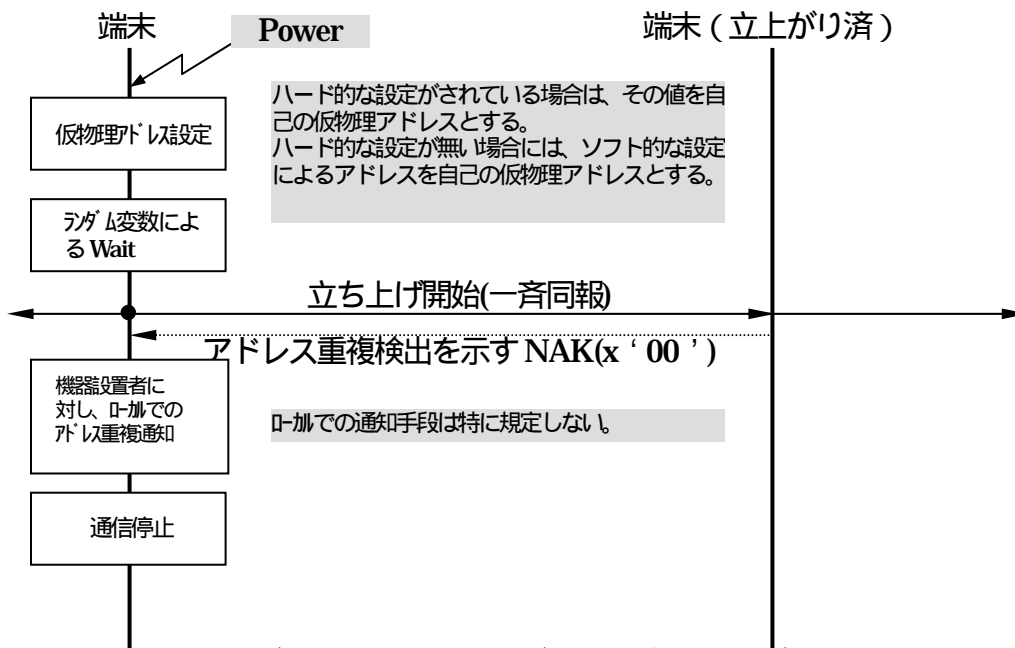 端末
Power
端末(立上がり済)
ハード的な設定がされている場合は、その値を自
己の仮物理アドレスとする。
ハード的な設定が無い場合には、ソフト的な設定
によるアドレスを自己の仮物理アドレスとする。
仮物理ｱﾄﾞﾚｽ設定
ﾗﾝﾀﾞﾑ変数によ
る Wait
立ち上げ開始(一斉同報)
アドレス重複検出を示す NAK(x‘00’)
機器設置者に
対し、ﾛｰｶﾙでの
ｱﾄﾞﾚｽ重複通知
ﾛｰｶﾙでの通知手段は特に規定しない。
通信停止